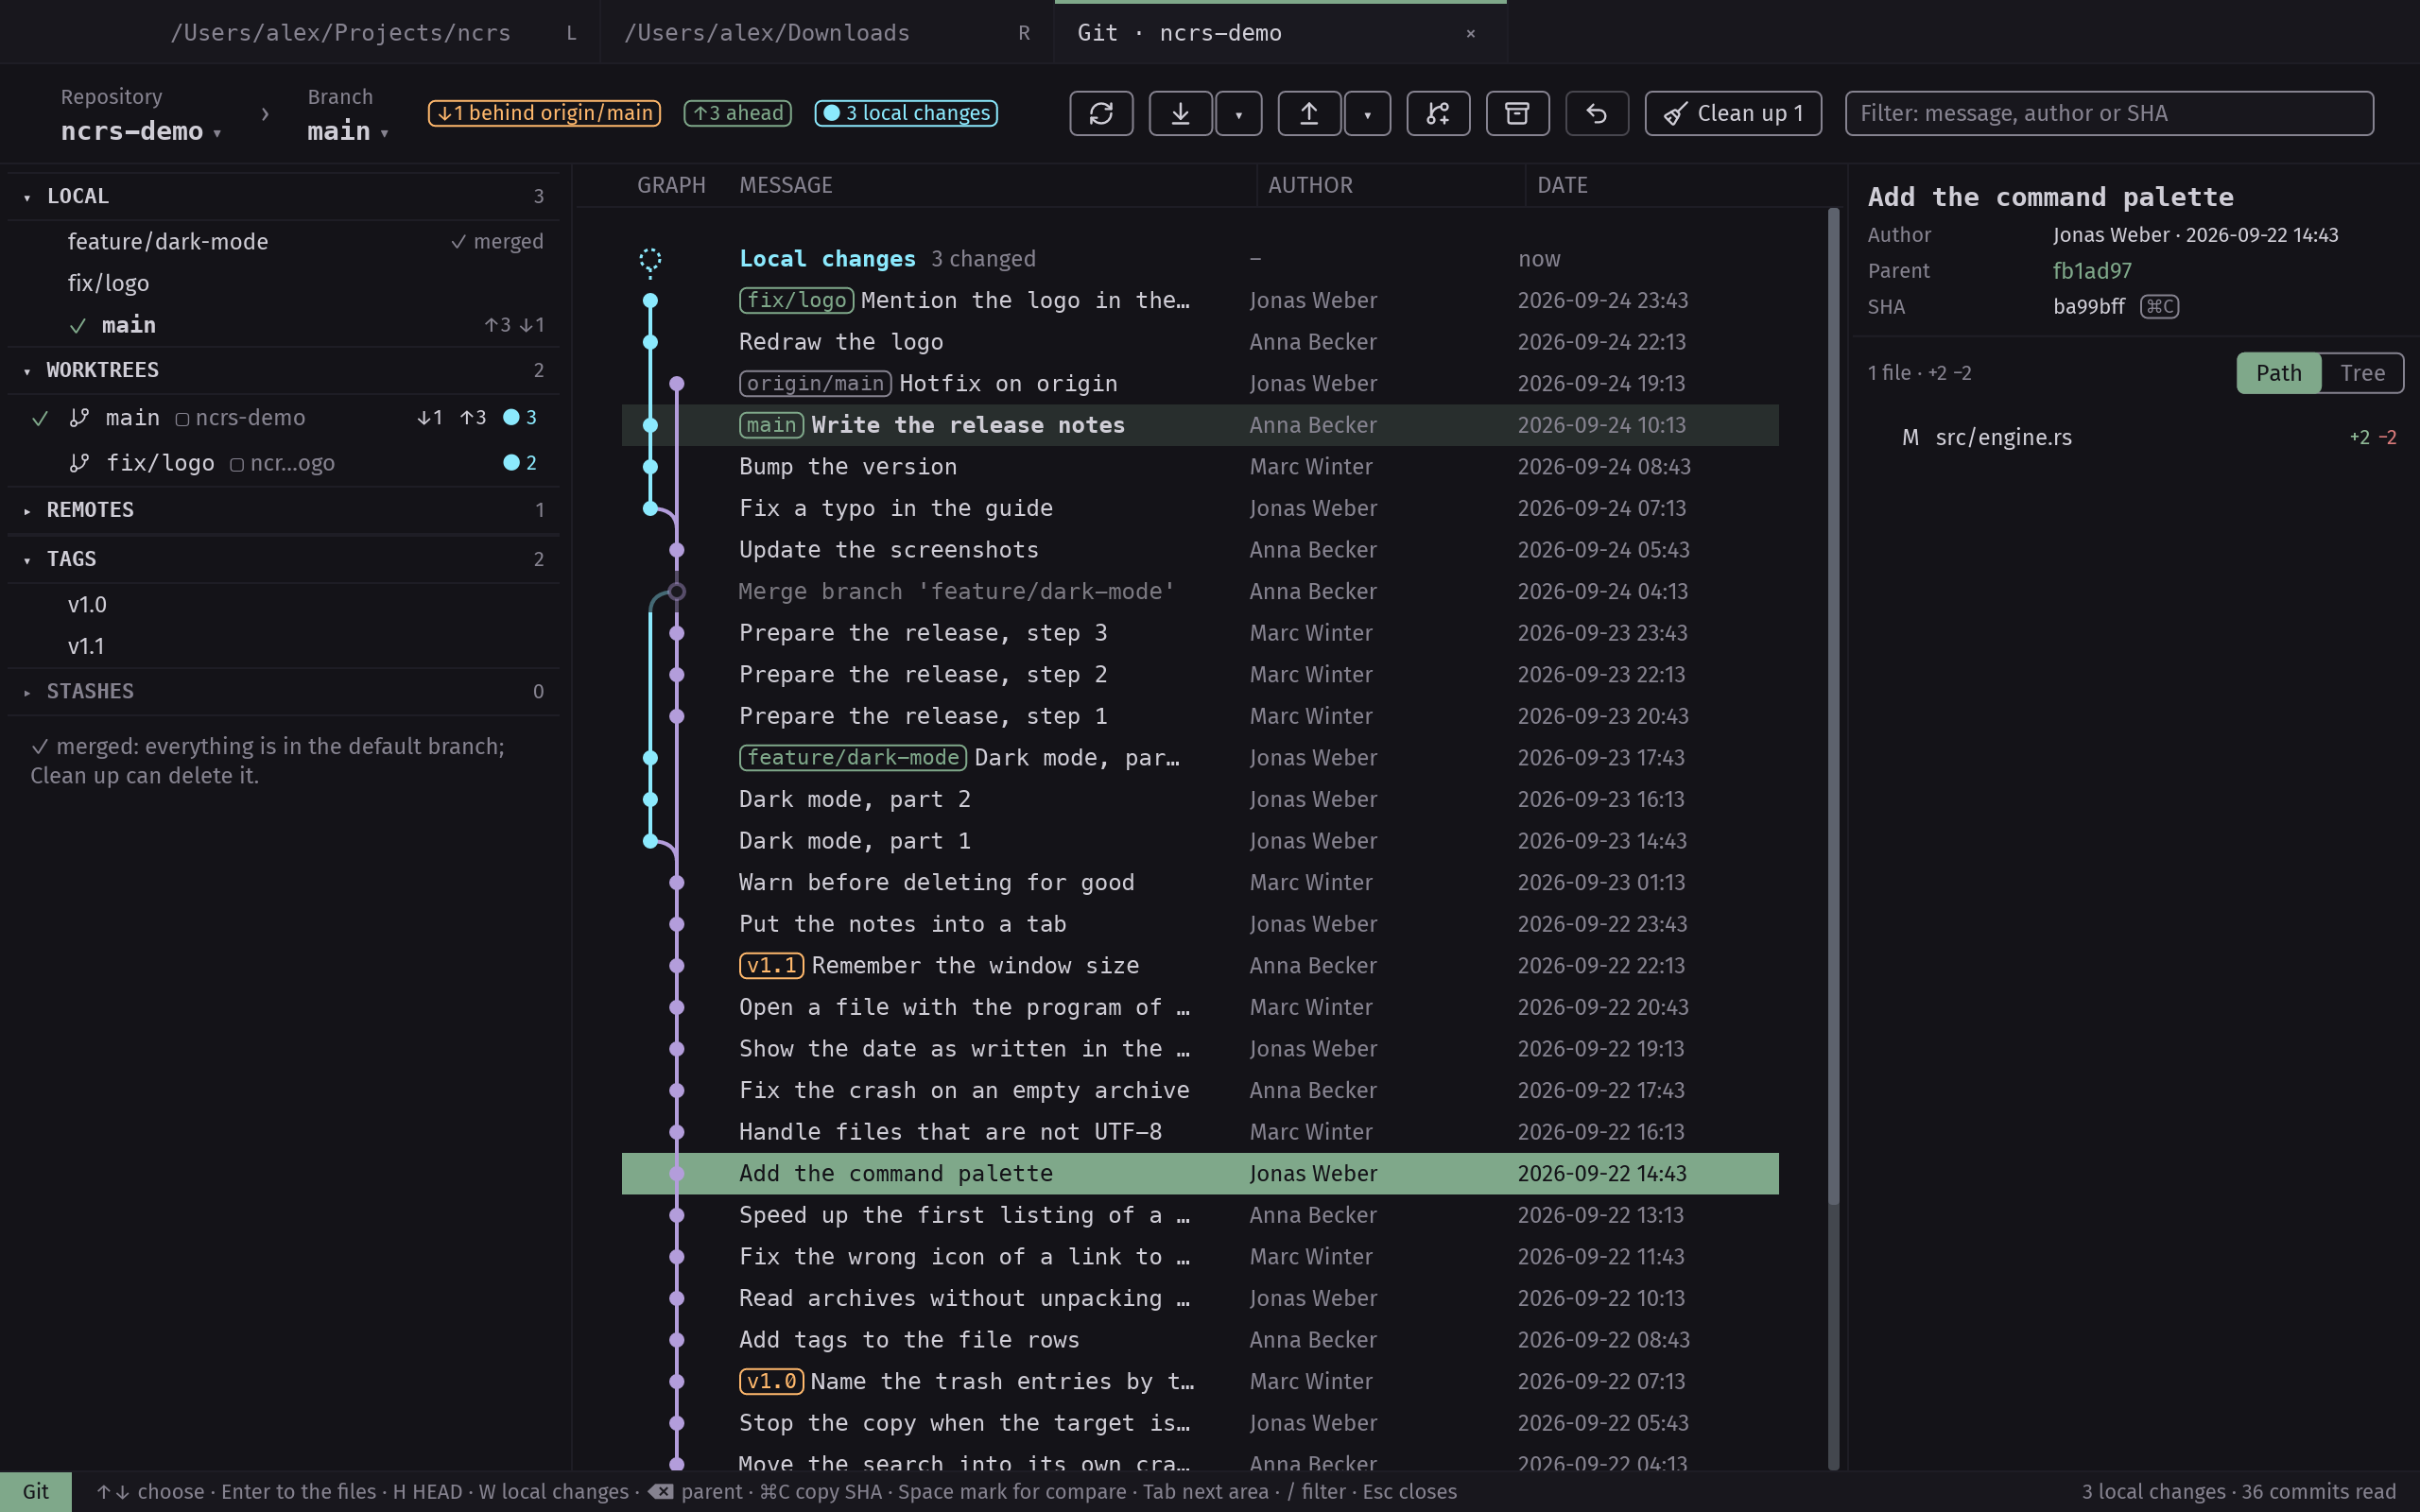 /Users/alex/Projects/ncrs L /Users/alex/Downloads R Git · ncrs-demo ×
Repository › Branch
ncrs-demo ▾ main ▾ ↓1 behind origin/main ↑3 ahead ● 3 local changes ▾ ▾ Clean up 1 Filter: message, author or SHA
▾ LOCAL 3
feature/dark-mode ✓ merged
fix/logo
✓ main ↑3 ↓1
▾ WORKTREES 2
✓ main ▢ ncrs-demo ↓1 ↑3 ● 3
fix/logo ▢ ncr...ogo ● 2
▸ REMOTES 1
▾ TAGS 2
v1.0
v1.1
▸ STASHES 0
✓ merged: everything is in the default branch;
Clean up can delete it.
GRAPH MESSAGE AUTHOR DATE
Local changes 3 changed – now
fix/logo Mention the logo in the… Jonas Weber 2026-09-24 23:43
Redraw the logo Anna Becker 2026-09-24 22:13
origin/main Hotfix on origin Jonas Weber 2026-09-24 19:13
main Write the release notes Anna Becker 2026-09-24 10:13
Bump the version Marc Winter 2026-09-24 08:43
Fix a typo in the guide Jonas Weber 2026-09-24 07:13
Update the screenshots Anna Becker 2026-09-24 05:43
Merge branch 'feature/dark-mode' Anna Becker 2026-09-24 04:13
Prepare the release, step 3 Marc Winter 2026-09-23 23:43
Prepare the release, step 2 Marc Winter 2026-09-23 22:13
Prepare the release, step 1 Marc Winter 2026-09-23 20:43
feature/dark-mode Dark mode, par… Jonas Weber 2026-09-23 17:43
Dark mode, part 2 Jonas Weber 2026-09-23 16:13
Dark mode, part 1 Jonas Weber 2026-09-23 14:43
Warn before deleting for good Marc Winter 2026-09-23 01:13
Put the notes into a tab Jonas Weber 2026-09-22 23:43
v1.1 Remember the window size Anna Becker 2026-09-22 22:13
Open a file with the program of … Marc Winter 2026-09-22 20:43
Show the date as written in the … Jonas Weber 2026-09-22 19:13
Fix the crash on an empty archive Anna Becker 2026-09-22 17:43
Handle files that are not UTF-8 Marc Winter 2026-09-22 16:13
Add the command palette Jonas Weber 2026-09-22 14:43
Speed up the first listing of a … Anna Becker 2026-09-22 13:13
Fix the wrong icon of a link to … Marc Winter 2026-09-22 11:43
Read archives without unpacking … Jonas Weber 2026-09-22 10:13
Add tags to the file rows Anna Becker 2026-09-22 08:43
v1.0 Name the trash entries by t… Marc Winter 2026-09-22 07:13
Stop the copy when the target is… Jonas Weber 2026-09-22 05:43
Move the search into its own cra… Anna Becker 2026-09-22 04:13
Add the command palette
Author Jonas Weber · 2026-09-22 14:43
Parent fb1ad97
SHA ba99bff ⌘C
1 file · +2 −2 Path Tree
M src/engine.rs +2 −2
Git ↑↓ choose · Enter to the files · H HEAD · W local changes · ⌫ parent · ⌘C copy SHA · Space mark for compare · Tab next area · / filter · Esc closes 3 local changes · 36 commits read